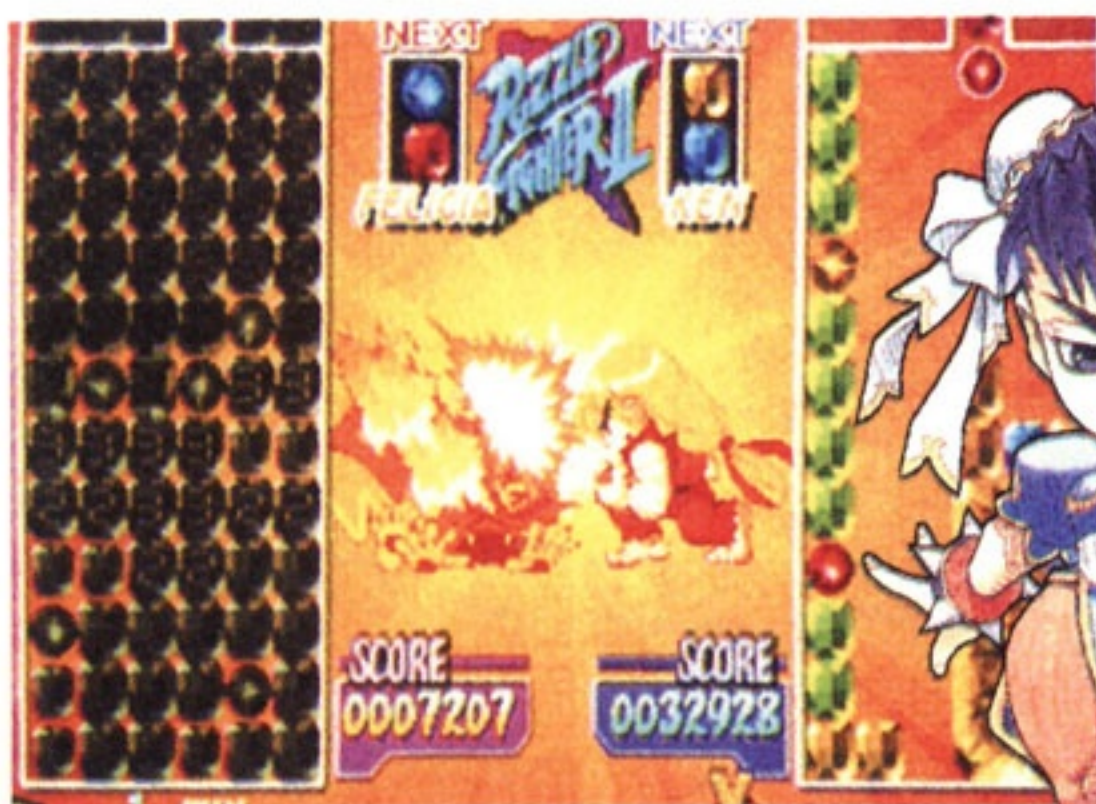 NEXT
NEXT
PUZZLE
FIGHTER II
FELICIA
KEN
SCORE
SCORE
0007207
0032928